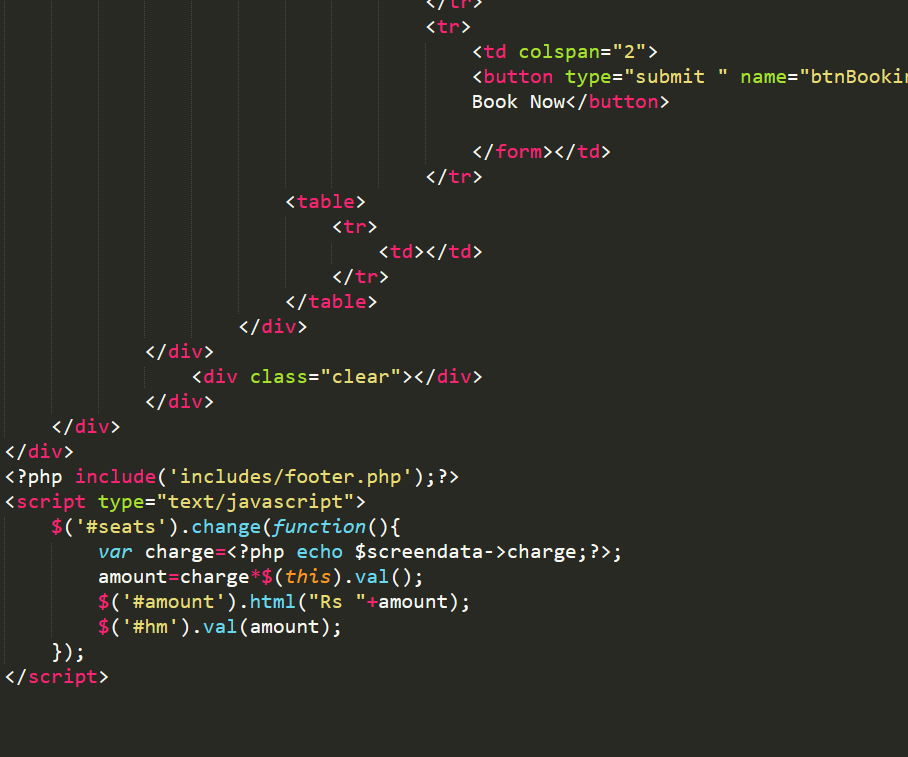 </tr>
<tr>
<td colspan="2">
<button type="submit " name="btnBookin
Book Now</button>
</form></td>
</tr>
<table>
<tr>
<td></td>
</tr>
</table>
</div>
</div>
<div class="clear"></div>
</div>
</div>
</div>
<?php include('includes/footer.php');?>
<script type="text/javascript">
$('#seats').change(function(){
var charge=<?php echo $screendata->charge;?>;
amount=charge*$(this).val();
$('#amount').html("Rs "+amount);
$('#hm').val(amount);
});
</script>